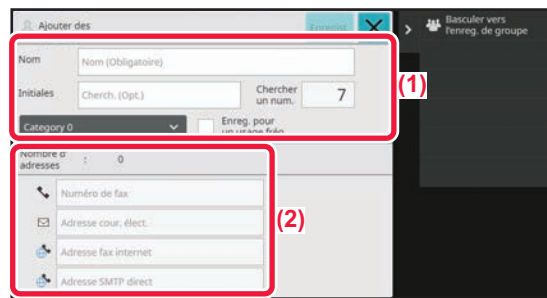 Ajouter des
Enregist.
Basculer vers
l'enreg. de groupe
Nom
Nom (Obligatoire)
(1)
Initiales
Cherch. (Opt.)
Chercher
un num.
7
Category 0
Enreg. pour
un usage fréq.
Nombre d'
adresses
:
0
Numéro de fax
Adresse cour. élect.
(2)
Adresse fax internet
Adresse SMTP direct